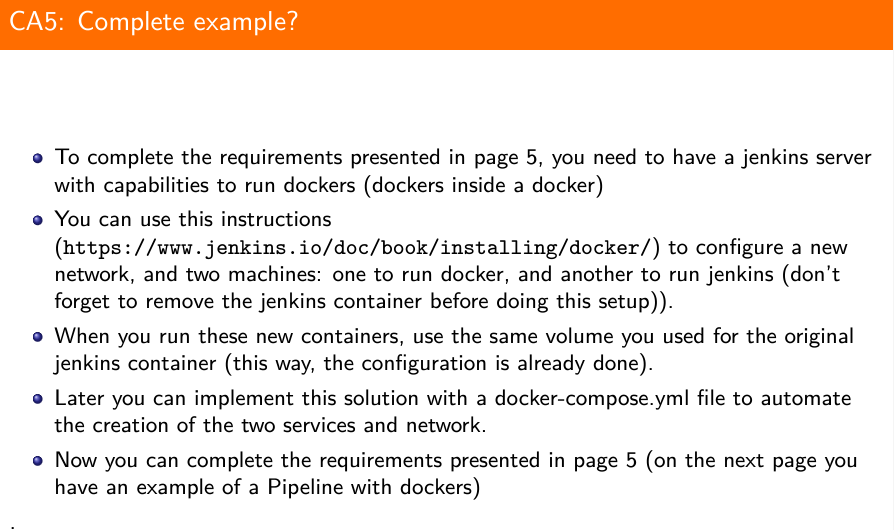 CA5: Complete example?
To complete the requirements presented in page 5, you need to have a jenkins server
with capabilities to run dockers (dockers inside a docker)
You can use this instructions
(https://www.jenkins.io/doc/book/installing/docker/) to configure a new
network, and two machines: one to run docker, and another to run jenkins (don't
forget to remove the jenkins container before doing this setup)).
When you run these new containers, use the same volume you used for the original
jenkins container (this way, the configuration is already done).
Later you can implement this solution with a docker-compose.yml file to automate
the creation of the two services and network.
Now you can complete the requirements presented in page 5 (on the next page you
have an example of a Pipeline with dockers)
.